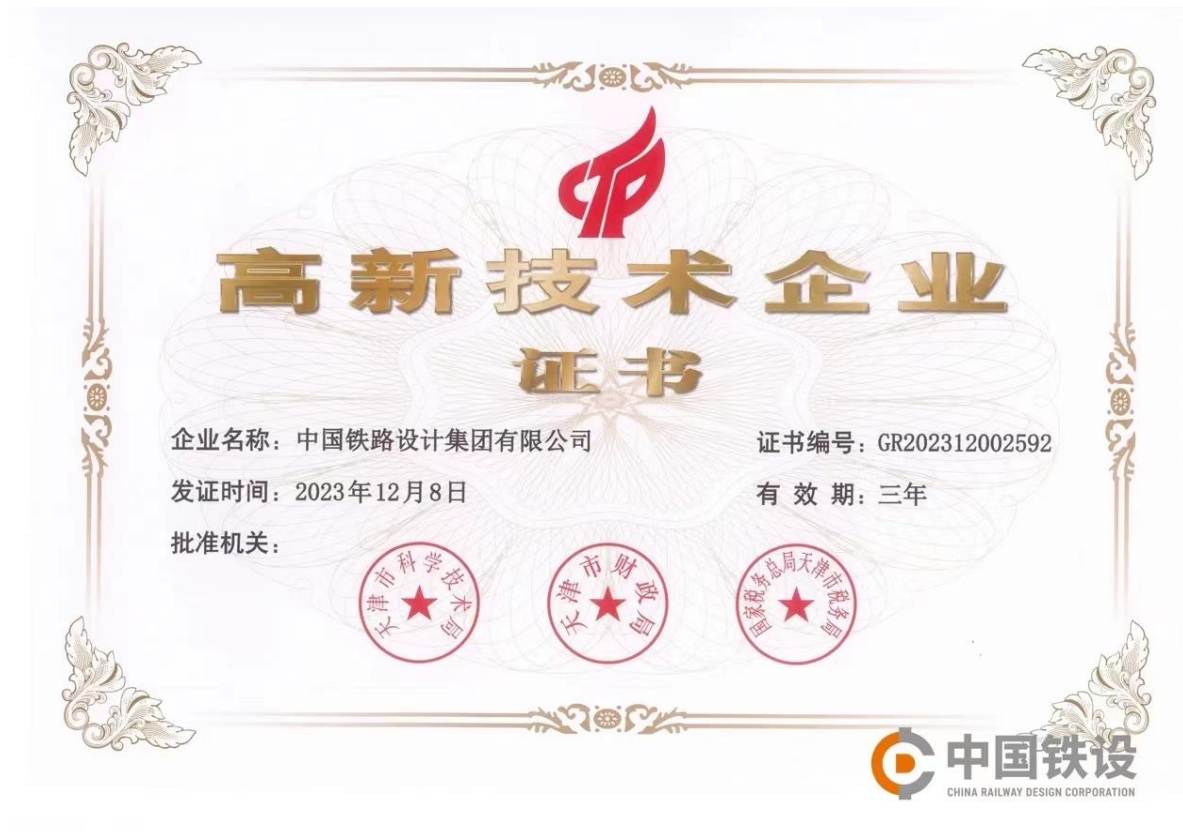 高新技术企业
证书
企业名称：中国铁路设计集团有限公司
证书编号：GR202312002592
发证时间：2023年12月8日
有效期：三年
批准机关：
天津市科学技术局
天津市财政局
国家税务总局天津市税务局
中国铁设
CHINA RAILWAY DESIGN CORPORATION